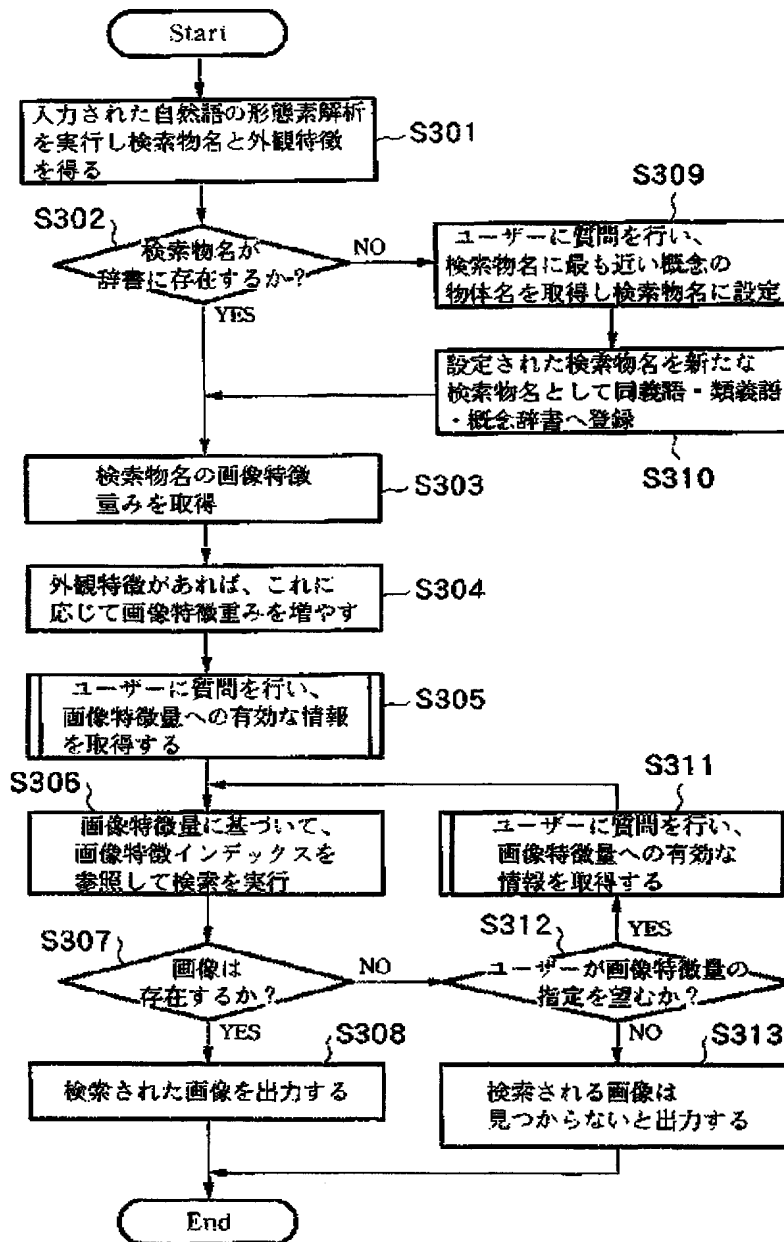 Start
入力された自然語の形態素解析
を実行し検索物名と外観特徴
を得る
S301
S302
検索物名が
辞書に存在するか？
NO
YES
S309
ユーザーに質問を行い、
検索物名に最も近い概念の
物体名を取得し検索物名に設定
設定された検索物名を新たな
検索物名として同義語・類義語
・概念辞書へ登録
S310
検索物名の画像特徴
重みを取得
S303
外観特徴があれば、これに
応じて画像特徴重みを増やす
S304
ユーザーに質問を行い、
画像特徴量への有効な情報
を取得する
S305
S306
画像特徴量に基づいて、
画像特徴インデックスを
参照して検索を実行
S311
ユーザーに質問を行い、
画像特徴量への有効な
情報を取得する
S307
画像は
存在するか？
NO
YES
S312
YES
ユーザーが画像特徴量の
指定を望むか？
NO
S308
検索された画像を出力する
S313
検索される画像は
見つからないと出力する
End